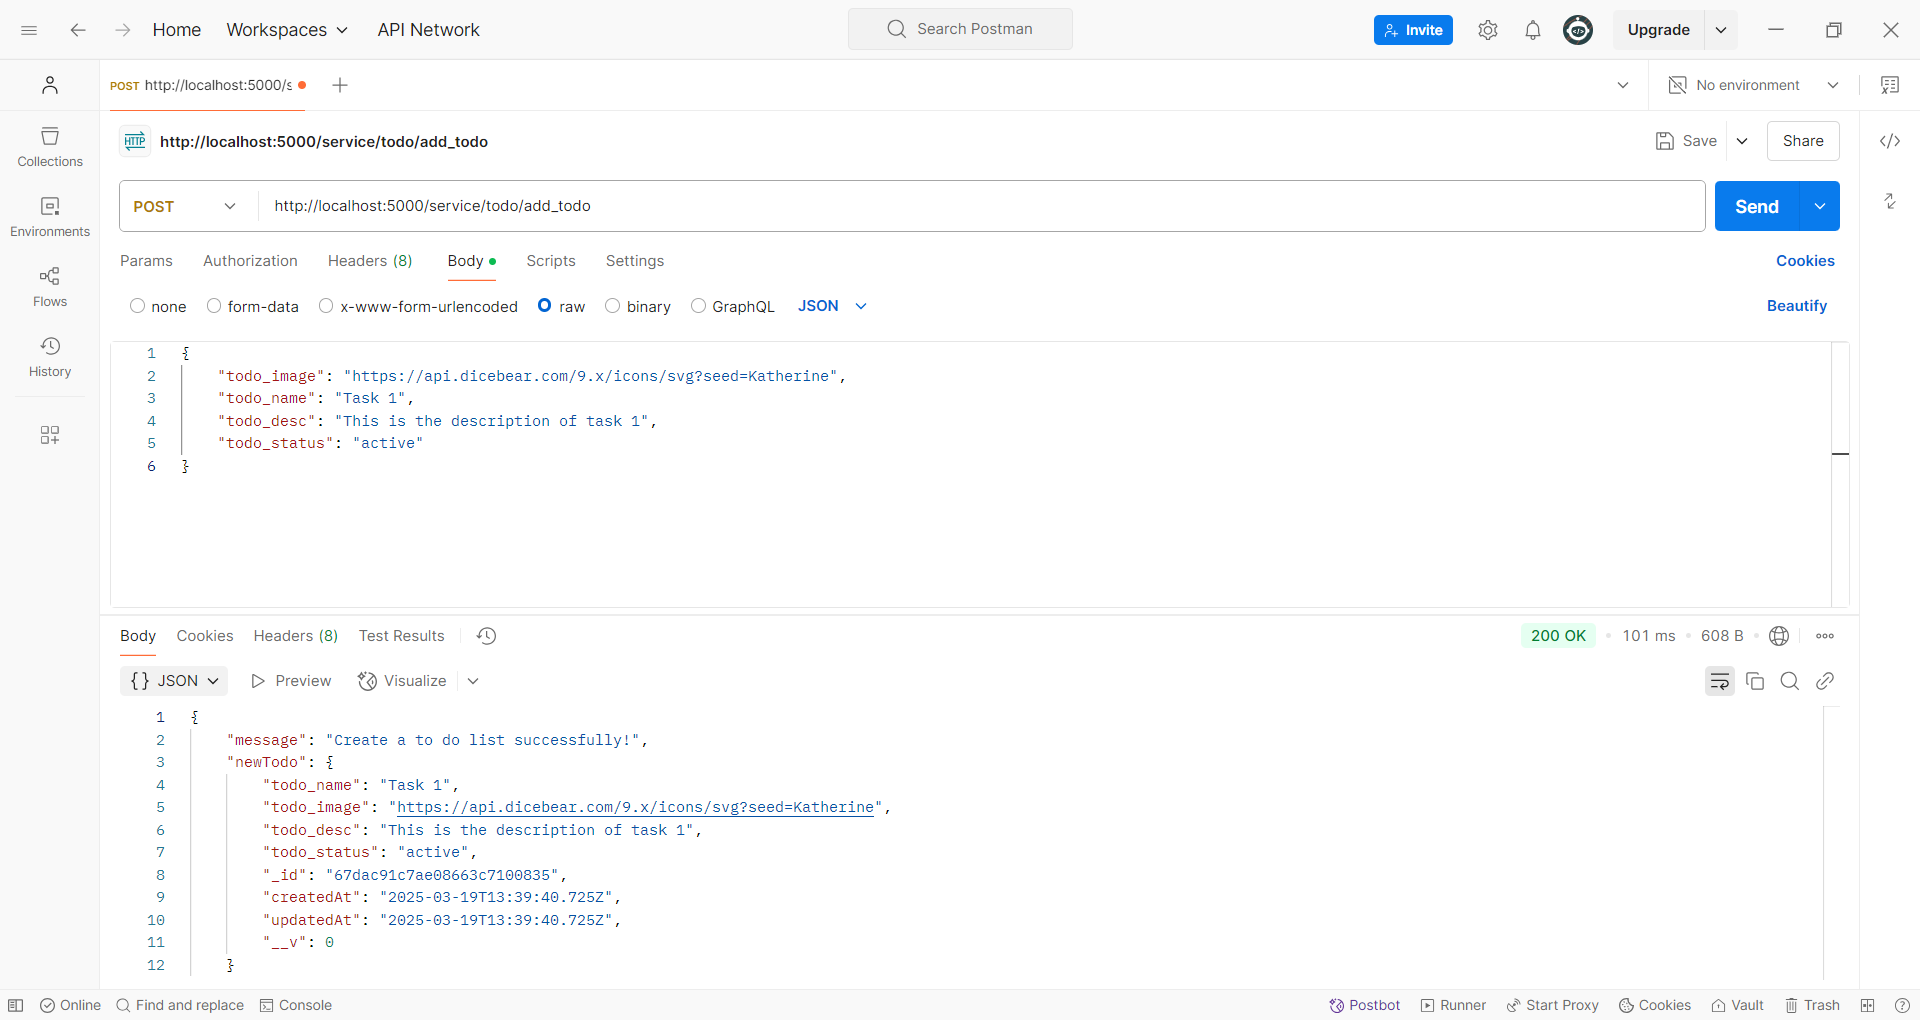 Home Workspaces API Network Search Postman Invite Upgrade
POST http://localhost:5000/s No environment
HTTP http://localhost:5000/service/todo/add_todo Save Share
POST http://localhost:5000/service/todo/add_todo Send
Params Authorization Headers (8) Body Scripts Settings Cookies
none form-data x-www-form-urlencoded raw binary GraphQL JSON Beautify
Collections
Environments
Flows
History
1 {
2 "todo_image": "https://api.dicebear.com/9.x/icons/svg?seed=Katherine",
3 "todo_name": "Task 1",
4 "todo_desc": "This is the description of task 1",
5 "todo_status": "active"
6 }
Body Cookies Headers (8) Test Results 200 OK 101 ms 608 B
{} JSON Preview Visualize
1 {
2 "message": "Create a to do list successfully!",
3 "newTodo": {
4 "todo_name": "Task 1",
5 "todo_image": "https://api.dicebear.com/9.x/icons/svg?seed=Katherine",
6 "todo_desc": "This is the description of task 1",
7 "todo_status": "active",
8 "_id": "67dac91c7ae08663c7100835",
9 "createdAt": "2025-03-19T13:39:40.725Z",
10 "updatedAt": "2025-03-19T13:39:40.725Z",
11 "__v": 0
12 }
Online Find and replace Console Postbot Runner Start Proxy Cookies Vault Trash